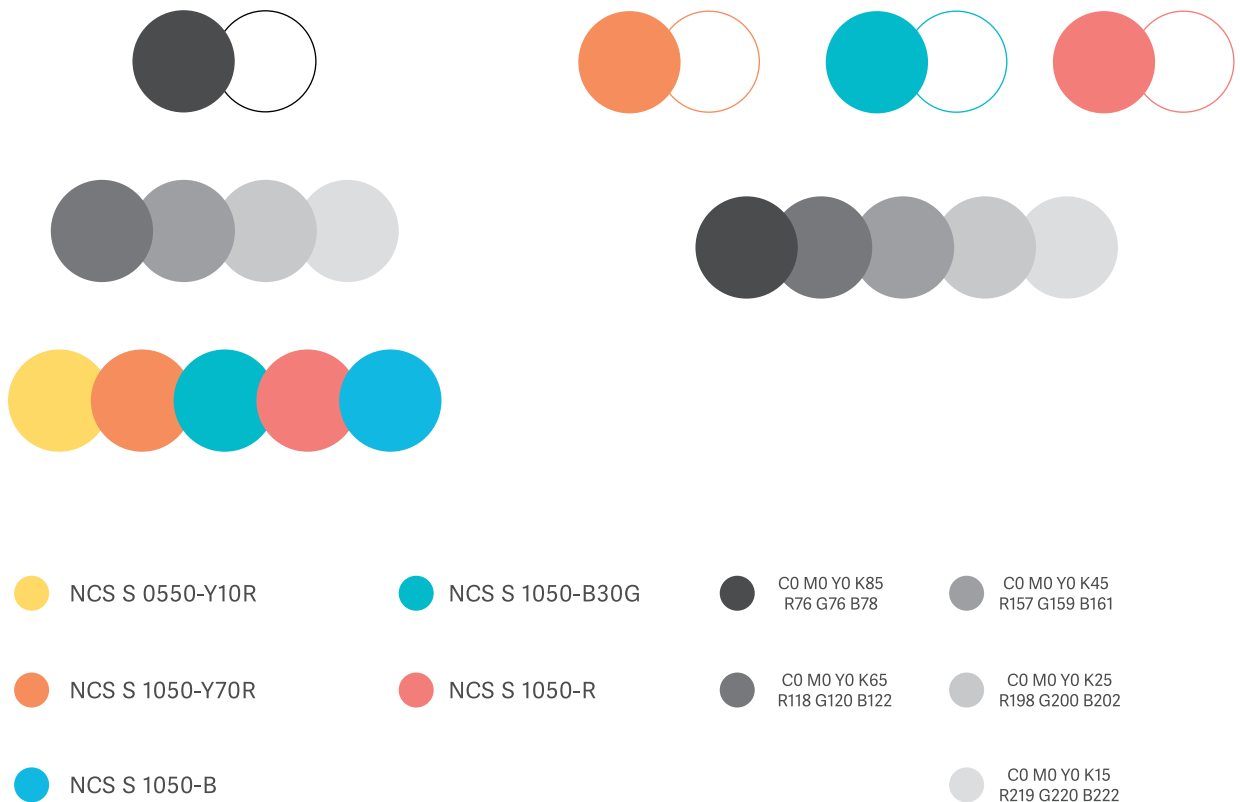 NCS S 0550-Y10R
NCS S 1050-B30G
C0 M0 Y0 K85
R76 G76 B78
C0 M0 Y0 K45
R157 G159 B161
NCS S 1050-Y70R
NCS S 1050-R
C0 M0 Y0 K65
R118 G120 B122
C0 M0 Y0 K25
R198 G200 B202
NCS S 1050-B
C0 M0 Y0 K15
R219 G220 B222